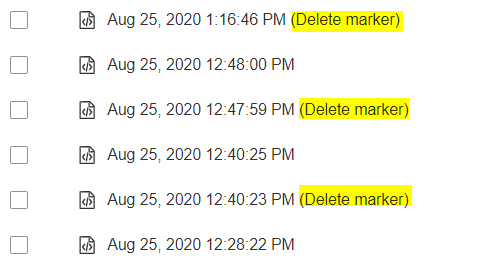 Aug 25, 2020 1:16:46 PM (Delete marker)
Aug 25, 2020 12:48:00 PM
Aug 25, 2020 12:47:59 PM (Delete marker)
Aug 25, 2020 12:40:25 PM
Aug 25, 2020 12:40:23 PM (Delete marker)
Aug 25, 2020 12:28:22 PM